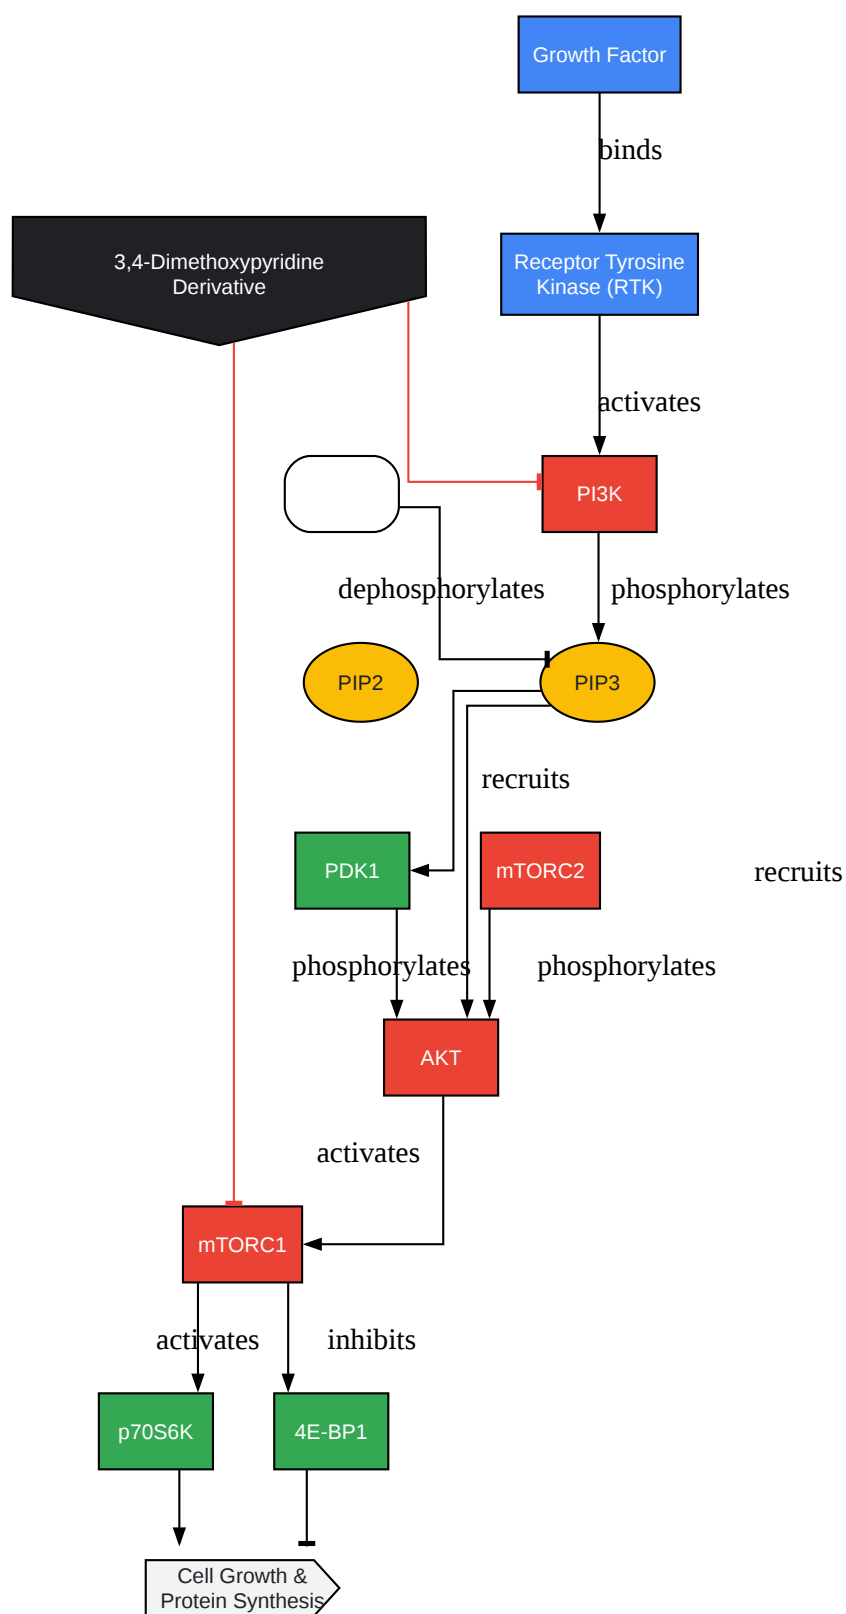 Growth Factor
binds
3,4-Dimethoxypyridine
Derivative
Receptor Tyrosine
Kinase (RTK)
activates
PI3K
dephosphorylates
phosphorylates
PIP2
PIP3
recruits
PDK1
mTORC2
recruits
phosphorylates
phosphorylates
AKT
activates
mTORC1
activates
inhibits
p70S6K
4E-BP1
Cell Growth &
Protein Synthesis